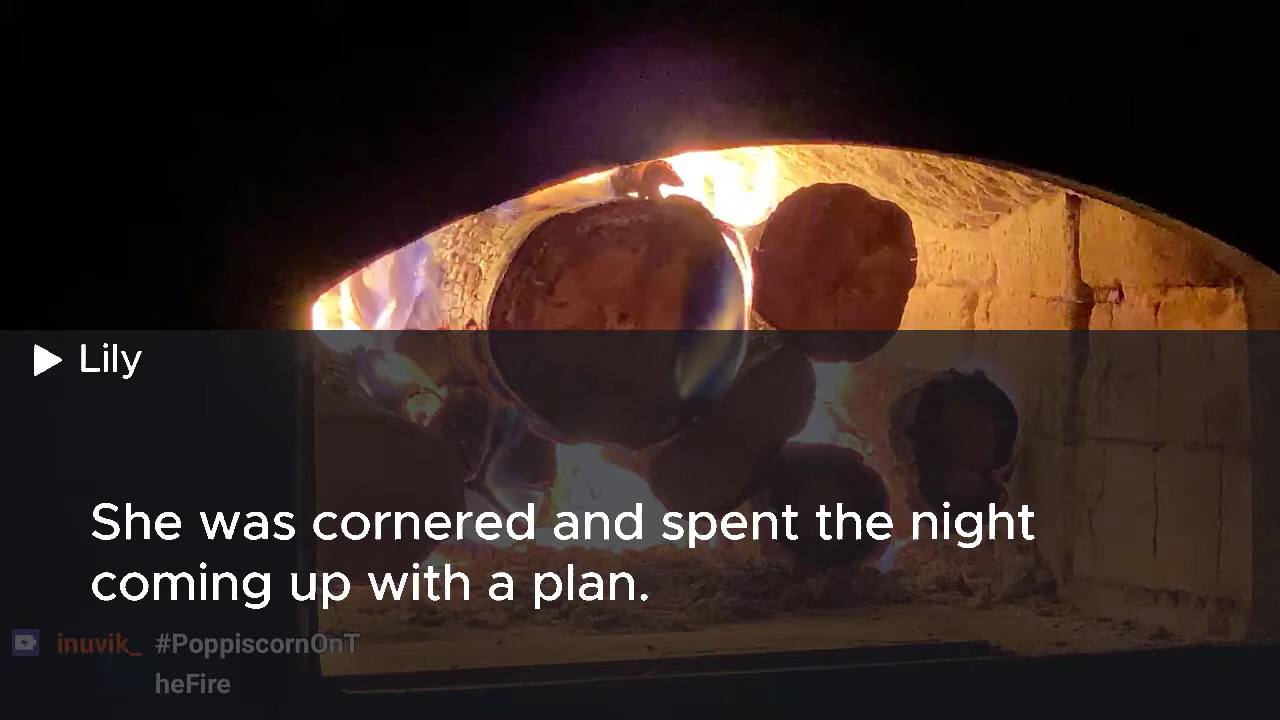 Lily
She was cornered and spent the night
coming up with a plan.
inuvik_ #PoppiscornOnT
heFire